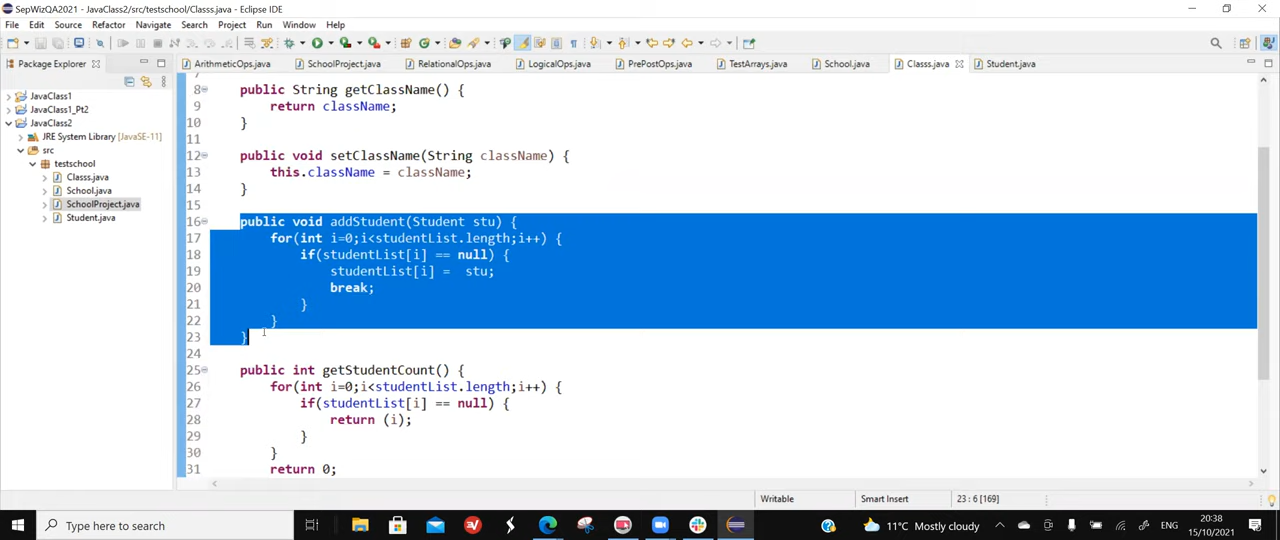 SepWizQA2021 - JavaClass2/src/testschool/Classs.java - Eclipse IDE
File Edit Source Refactor Navigate Search Project Run Window Help
Package Explorer
ArithmeticOps.java SchoolProject.java RelationalOps.java LogicalOps.java PrePostOps.java TestArrays.java School.java Classs.java Student.java
JavaClass1
JavaClass1_Pt2
JavaClass2
JRE System Library [JavaSE-11]
src
testschool
Classs.java
School.java
SchoolProject.java
Student.java
7
8 public String getClassName() {
9 return className;
10 }
11
12 public void setClassName(String className) {
13 this.className = className;
14 }
15
16 public void addStudent(Student stu) {
17 for(int i=0;i<studentList.length;i++) {
18 if(studentList[i] == null) {
19 studentList[i] = stu;
20 break;
21 }
22 }
23 }
24
25 public int getStudentCount() {
26 for(int i=0;i<studentList.length;i++) {
27 if(studentList[i] == null) {
28 return (i);
29 }
30 }
31 return 0;
Writable Smart Insert 23 : 6 [169]
Type here to search
11°C Mostly cloudy ENG
20:38
15/10/2021